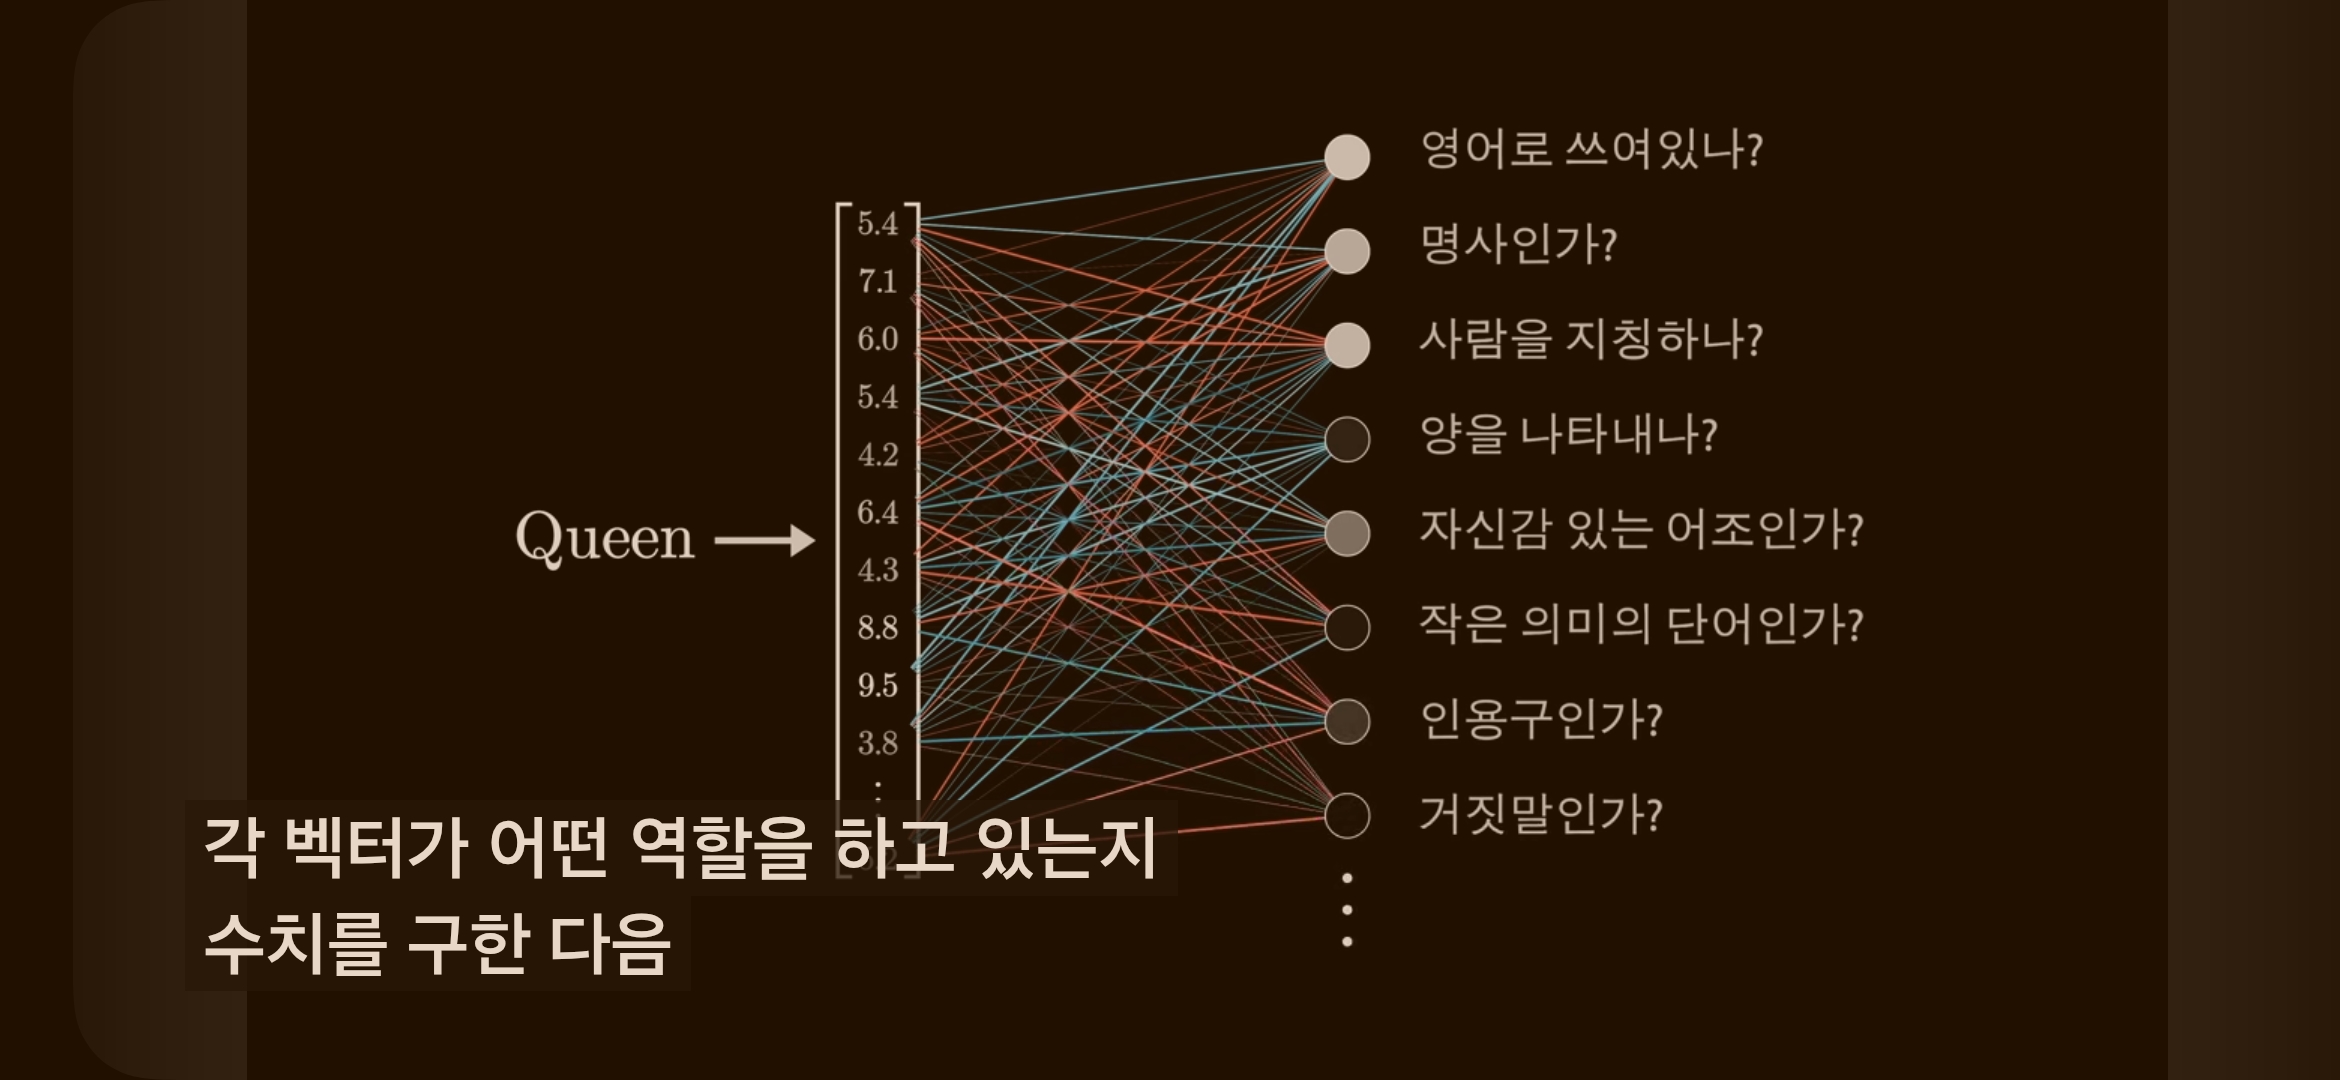 영어로 쓰여있나?
명사인가?
사람을 지칭하나?
양을 나타내나?
자신감 있는 어조인가?
작은 의미의 단어인가?
인용구인가?
거짓말인가?
Queen
5.4
7.1
6.0
5.4
4.2
6.4
4.3
8.8
9.5
3.8
각 벡터가 어떤 역할을 하고 있는지
수치를 구한 다음